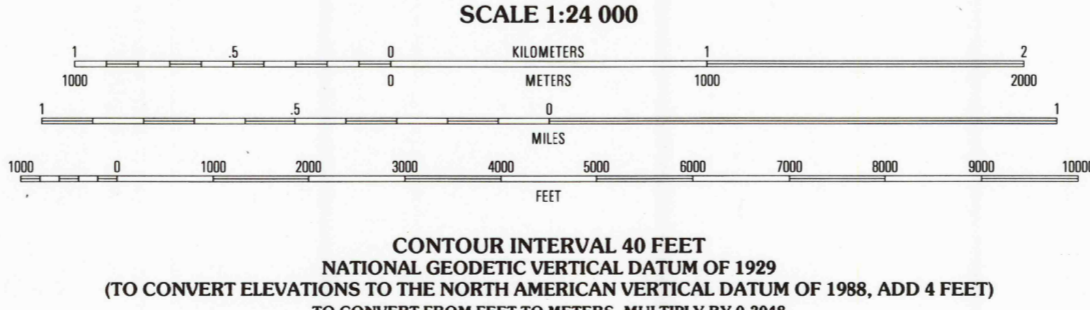 SCALE 1:24 000
1 .5 0 KILOMETERS 1 2
1000 0 METERS 1000 2000
1 .5 0 1
MILES
1000 0 1000 2000 3000 4000 5000 6000 7000 8000 9000 10000
FEET
CONTOUR INTERVAL 40 FEET
NATIONAL GEODETIC VERTICAL DATUM OF 1929
(TO CONVERT ELEVATIONS TO THE NORTH AMERICAN VERTICAL DATUM OF 1988, ADD 4 FEET)
TO CONVERT FROM FEET TO METERS, MULTIPLY BY 0.3048